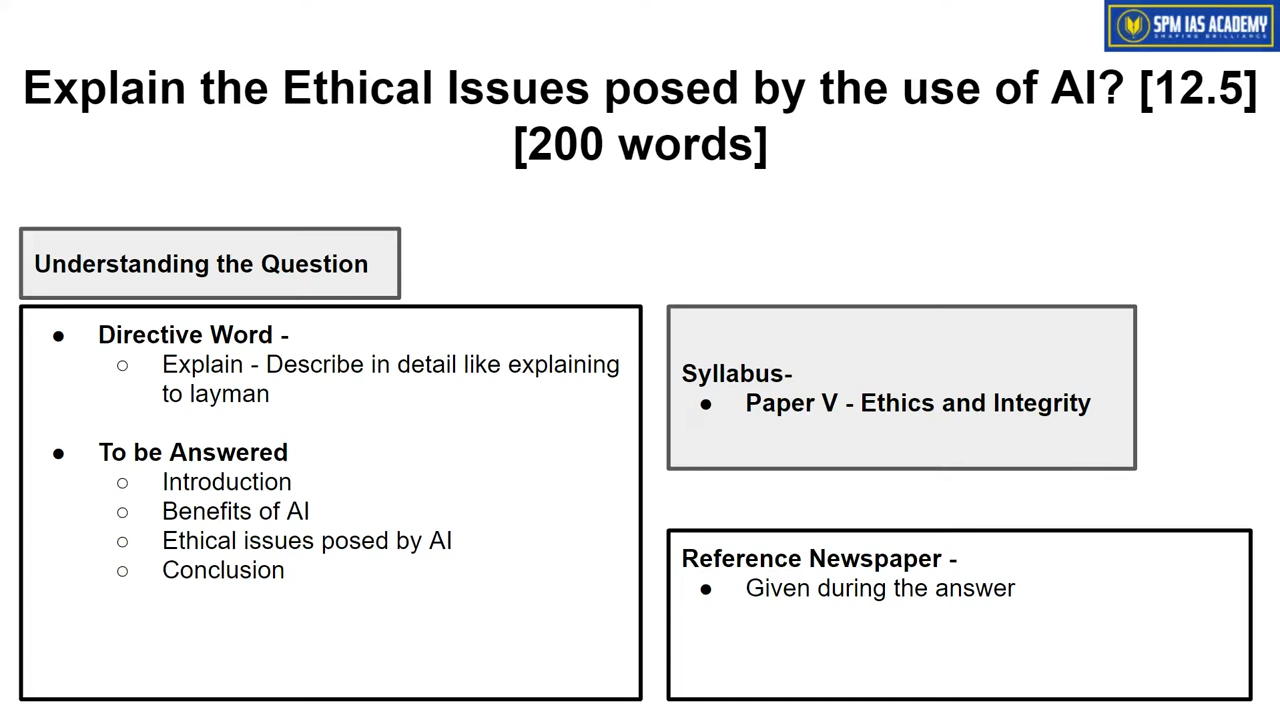 SPM IAS ACADEMY
SHAPING BRILLIANCE
Explain the Ethical Issues posed by the use of AI? [12.5]
[200 words]
Understanding the Question
● Directive Word -
○ Explain - Describe in detail like explaining
to layman
● To be Answered
○ Introduction
○ Benefits of AI
○ Ethical issues posed by AI
○ Conclusion
Syllabus-
● Paper V - Ethics and Integrity
Reference Newspaper -
● Given during the answer